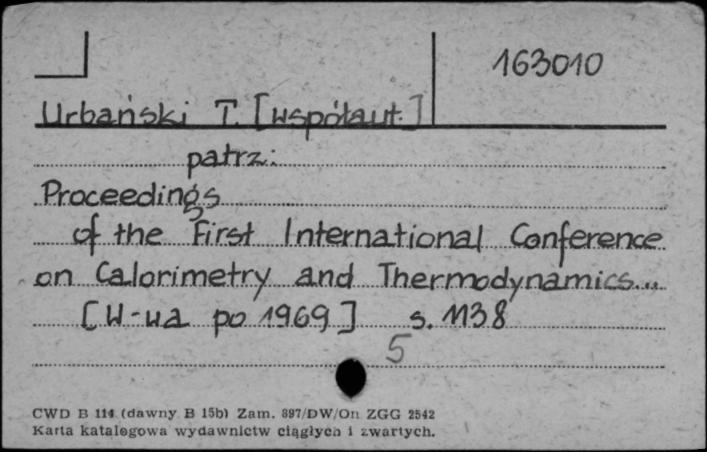 163010
Urbański T. [współaut.]
patrz:
Proceedings
of the First International Conference
on Calorimetry and Thermodynamics...
[W-wa po 1969] s. 1138
5
CWD B 114 (dawny B 15b) Zam. 897/DW/On ZGG 2542
Karta katalogowa wydawnictw ciągłych i zwartych.